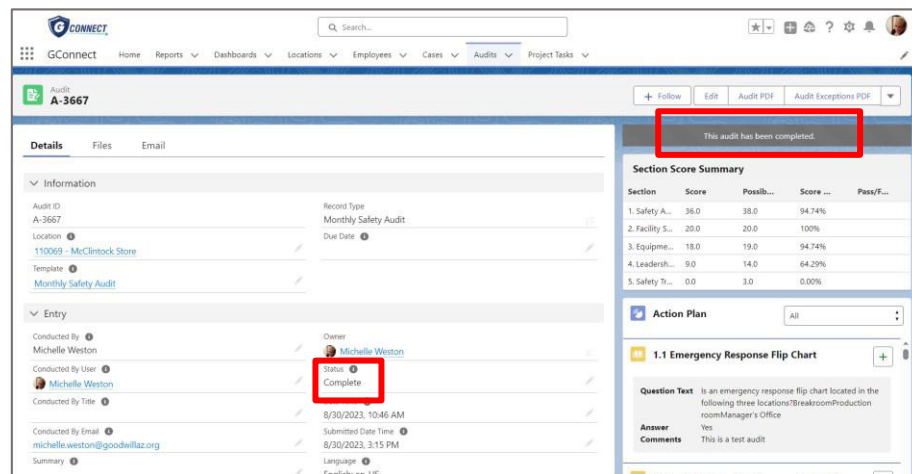 G CONNECT
Search...
GConnect Home Reports Dashboards Locations Employees Cases Audits Project Tasks
Audit
A-3667
+ Follow Edit Audit PDF Audit Exceptions PDF
This audit has been completed.
Details Files Email
Information
Audit ID
A-3667
Record Type
Monthly Safety Audit
Location
110069 - McClintock Store
Due Date
Template
Monthly Safety Audit
Entry
Conducted By
Michelle Weston
Owner
Michelle Weston
Conducted By User
Michelle Weston
Status
Complete
Conducted By Title
8/30/2023, 10:46 AM
Conducted By Email
michelle.weston@goodwillaz.org
Submitted Date Time
8/30/2023, 3:15 PM
Summary
Language
Section Score Summary
Section Score Possib... Score ... Pass/F...
1. Safety A... 36.0 38.0 94.74%
2. Facility S... 20.0 20.0 100%
3. Equipme... 18.0 19.0 94.74%
4. Leadersh... 9.0 14.0 64.29%
5. Safety Tr... 0.0 3.0 0.00%
Action Plan All
1.1 Emergency Response Flip Chart
Question Text Is an emergency response flip chart located in the
following three locations?BreakroomProduction
roomManager's Office
Answer Yes
Comments This is a test audit